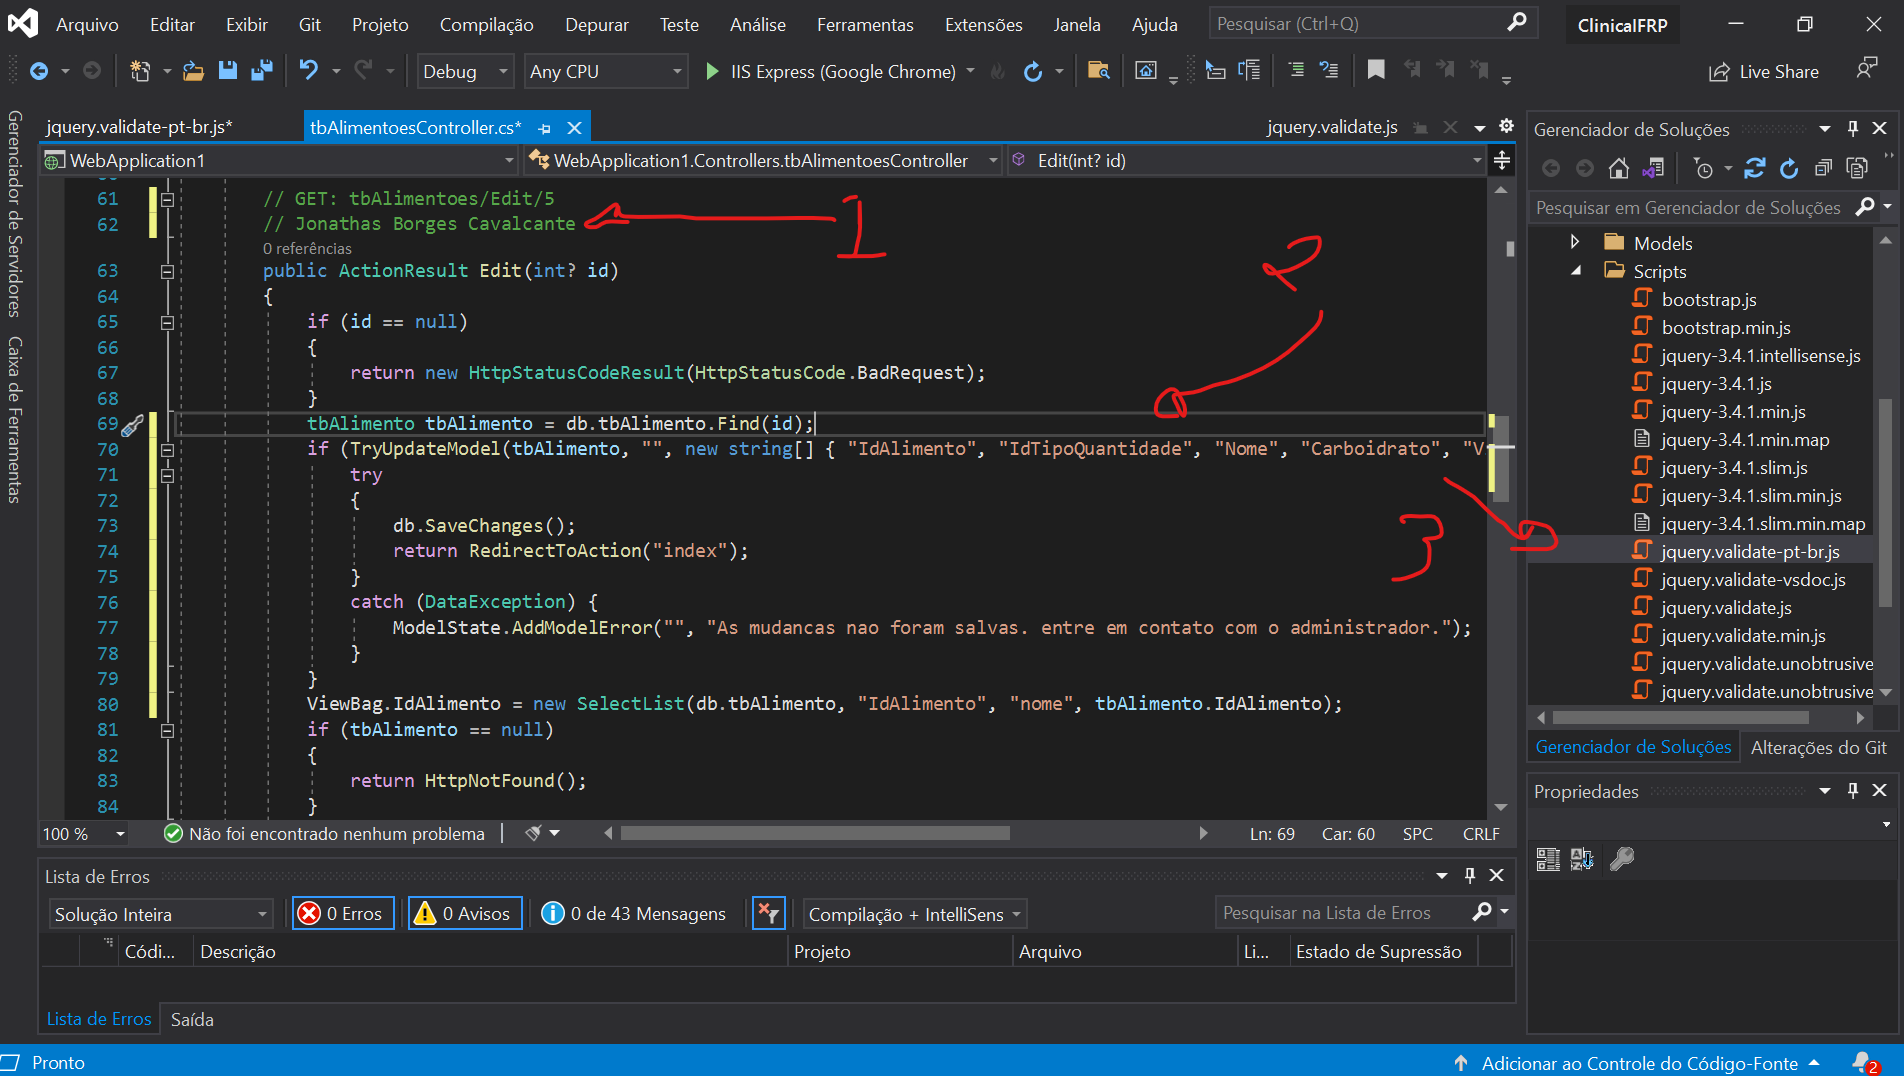 Arquivo Editar Exibir Git Projeto Compilação Depurar Teste Análise Ferramentas Extensões Janela Ajuda Pesquisar (Ctrl+Q) ClinicalFRP
Debug Any CPU IIS Express (Google Chrome) Live Share
Gerenciador de Servidores
Caixa de Ferramentas
jquery.validate-pt-br.js* tbAlimentoesController.cs* jquery.validate.js
WebApplication1 WebApplication1.Controllers.tbAlimentoesController Edit(int? id)
61 // GET: tbAlimentoes/Edit/5
62 // Jonathas Borges Cavalcante
1
0 referências
2
63 public ActionResult Edit(int? id)
64 {
65 if (id == null)
66 {
67 return new HttpStatusCodeResult(HttpStatusCode.BadRequest);
68 }
69 tbAlimento tbAlimento = db.tbAlimento.Find(id);
70 if (TryUpdateModel(tbAlimento, "", new string[] { "IdAlimento", "IdTipoQuantidade", "Nome", "Carboidrato", "V
71 try
72 {
73 db.SaveChanges();
3
74 return RedirectToAction("index");
75 }
76 catch (DataException) {
77 ModelState.AddModelError("", "As mudancas nao foram salvas. entre em contato com o administrador.");
78 }
79 }
80 ViewBag.IdAlimento = new SelectList(db.tbAlimento, "IdAlimento", "nome", tbAlimento.IdAlimento);
81 if (tbAlimento == null)
82 {
83 return HttpNotFound();
84 }
100 % Não foi encontrado nenhum problema Ln: 69 Car: 60 SPC CRLF
Gerenciador de Soluções
Pesquisar em Gerenciador de Soluções
Models
Scripts
bootstrap.js
bootstrap.min.js
jquery-3.4.1.intellisense.js
jquery-3.4.1.js
jquery-3.4.1.min.js
jquery-3.4.1.min.map
jquery-3.4.1.slim.js
jquery-3.4.1.slim.min.js
jquery-3.4.1.slim.min.map
jquery.validate-pt-br.js
jquery.validate-vsdoc.js
jquery.validate.js
jquery.validate.min.js
jquery.validate.unobtrusive
jquery.validate.unobtrusive
Gerenciador de Soluções Alterações do Git
Propriedades
Lista de Erros
Solução Inteira 0 Erros 0 Avisos 0 de 43 Mensagens Compilação + IntelliSens Pesquisar na Lista de Erros
Códi... Descrição Projeto Arquivo Li... Estado de Supressão
Lista de Erros Saída
Pronto Adicionar ao Controle do Código-Fonte 2